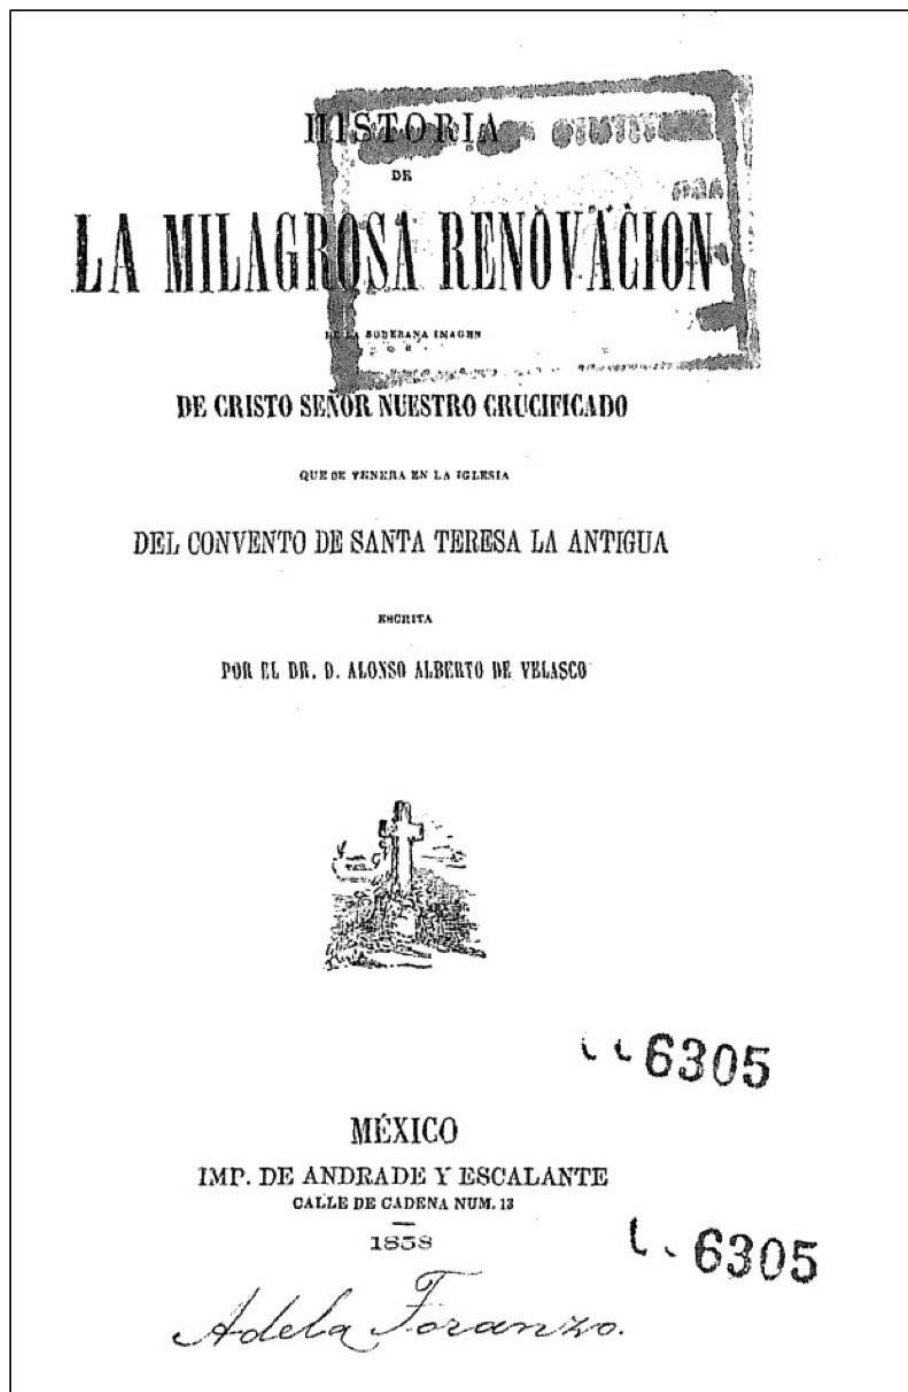 HISTORIA
DE
LA MILAGROSA RENOVACION
DE LA SOBERANA IMAGEN
DE CRISTO SEÑOR NUESTRO CRUCIFICADO
QUE SE VENERA EN LA IGLESIA
DEL CONVENTO DE SANTA TERESA LA ANTIGUA
ESCRITA
POR EL DR. D. ALONSO ALBERTO DE VELASCO
6305
MÉXICO
IMP. DE ANDRADE Y ESCALANTE
CALLE DE CADENA NUM. 13
1858
6305
Adela Foranzo.